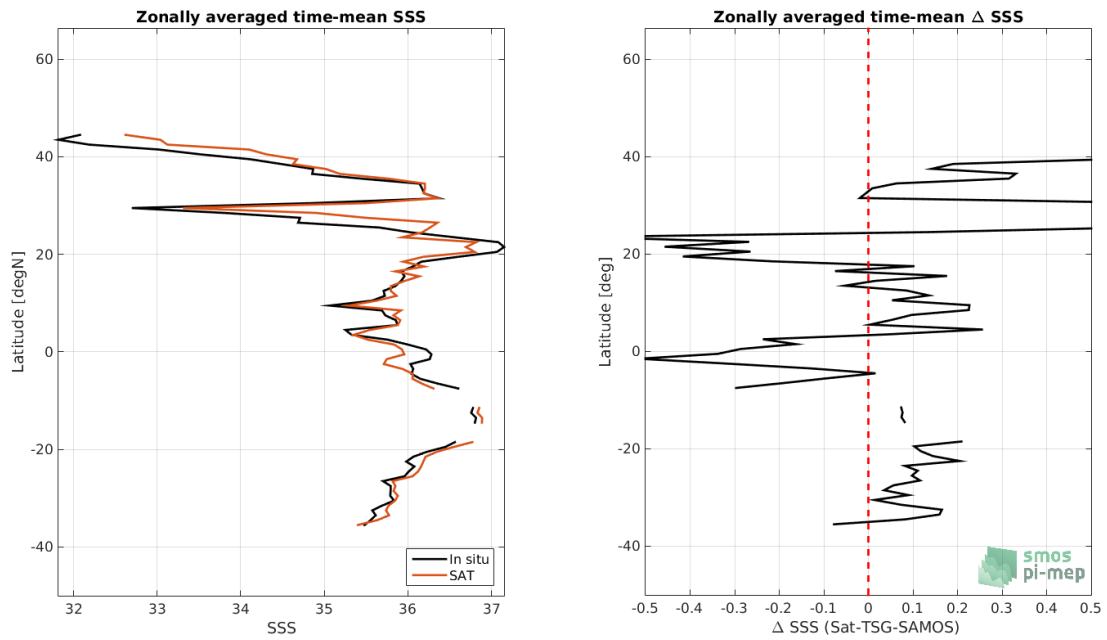 Zonally averaged time-mean SSS
Latitude [degN]
60
40
20
0
-20
-40
32 33 34 35 36 37
SSS
In situ
SAT
Zonally averaged time-mean Δ SSS
Latitude [deg]
60
40
20
0
-20
-40
-0.5 -0.4 -0.3 -0.2 -0.1 0 0.1 0.2 0.3 0.4 0.5
Δ SSS (Sat-TSG-SAMOS)
smos
pi-mep